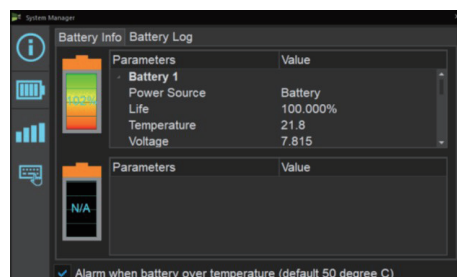 System Manager
Battery Info Battery Log
Parameters Value
Battery 1
Power Source Battery
Life 100.000%
Temperature 21.8
Voltage 7.815
Parameters Value
N/A
Alarm when battery over temperature (default 50 degree C)